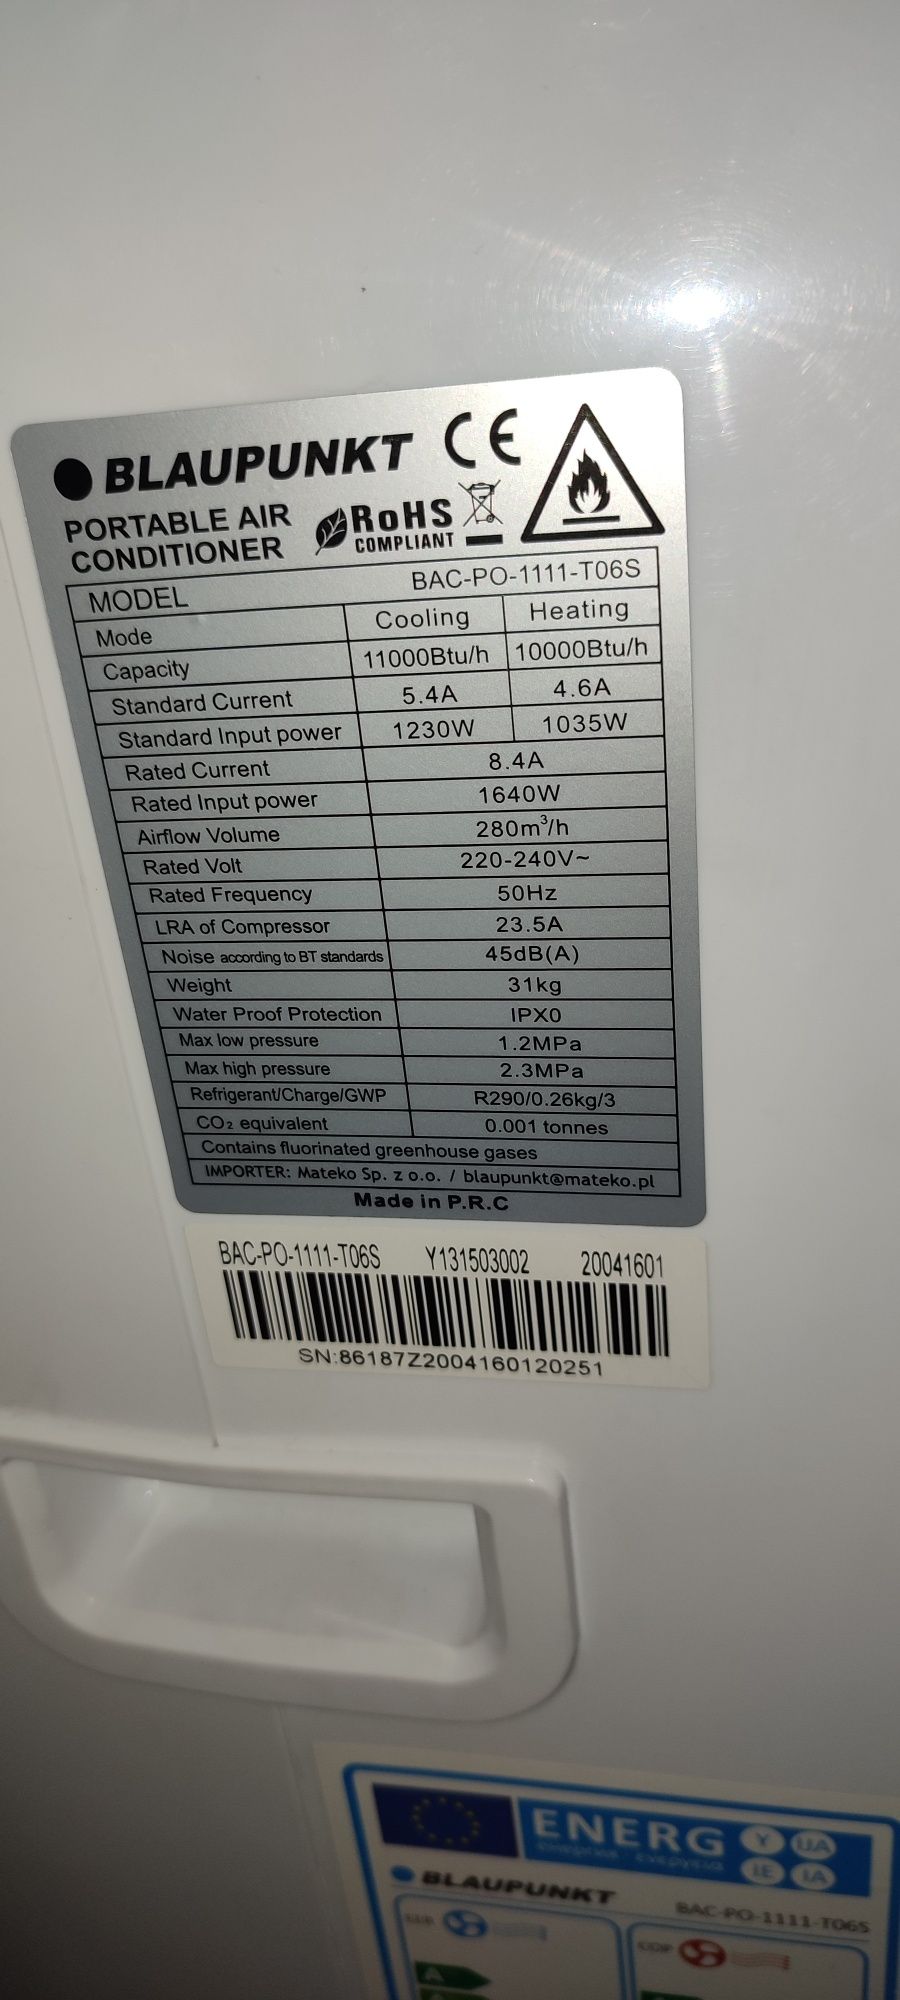 BLAUPUNKT CE
PORTABLE AIR CONDITIONER
RoHS
COMPLIANT
MODEL BAC-PO-1111-T06S
Mode Cooling Heating
Capacity 11000Btu/h 10000Btu/h
Standard Current 5.4A 4.6A
Standard Input power 1230W 1035W
Rated Current 8.4A
Rated Input power 1640W
Airflow Volume 280m³/h
Rated Volt 220-240V~
Rated Frequency 50Hz
LRA of Compressor 23.5A
Noise according to BT standards 45dB(A)
Weight 31kg
Water Proof Protection IPX0
Max low pressure 1.2MPa
Max high pressure 2.3MPa
Refrigerant/Charge/GWP R290/0.26kg/3
CO₂ equivalent 0.001 tonnes
Contains fluorinated greenhouse gases
IMPORTER: Mateko Sp. z o.o. / blaupunkt@mateko.pl
Made in P.R.C
BAC-PO-1111-T06S Y131503002 20041601
SN:86187Z2004160120251
ENERG Y UA
IE IA
BLAUPUNKT BAC-PO-1111-T06S
COP
A